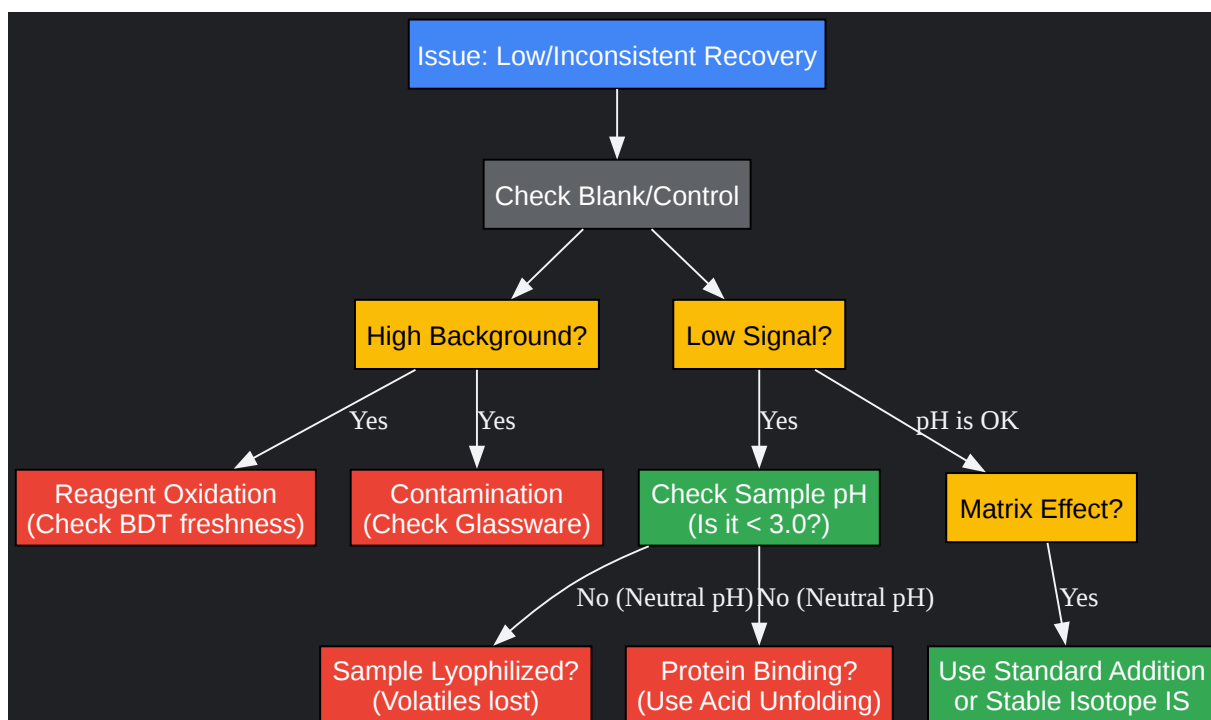 Issue: Low/Inconsistent Recovery
Check Blank/Control
High Background?
Low Signal?
Yes
Yes
Yes
pH is OK
Reagent Oxidation
(Check BDT freshness)
Contamination
(Check Glassware)
Check Sample pH
(Is it < 3.0?)
Matrix Effect?
No (Neutral pH)
No (Neutral pH)
Yes
Sample Lyophilized?
(Volatiles lost)
Protein Binding?
(Use Acid Unfolding)
Use Standard Addition
or Stable Isotope IS